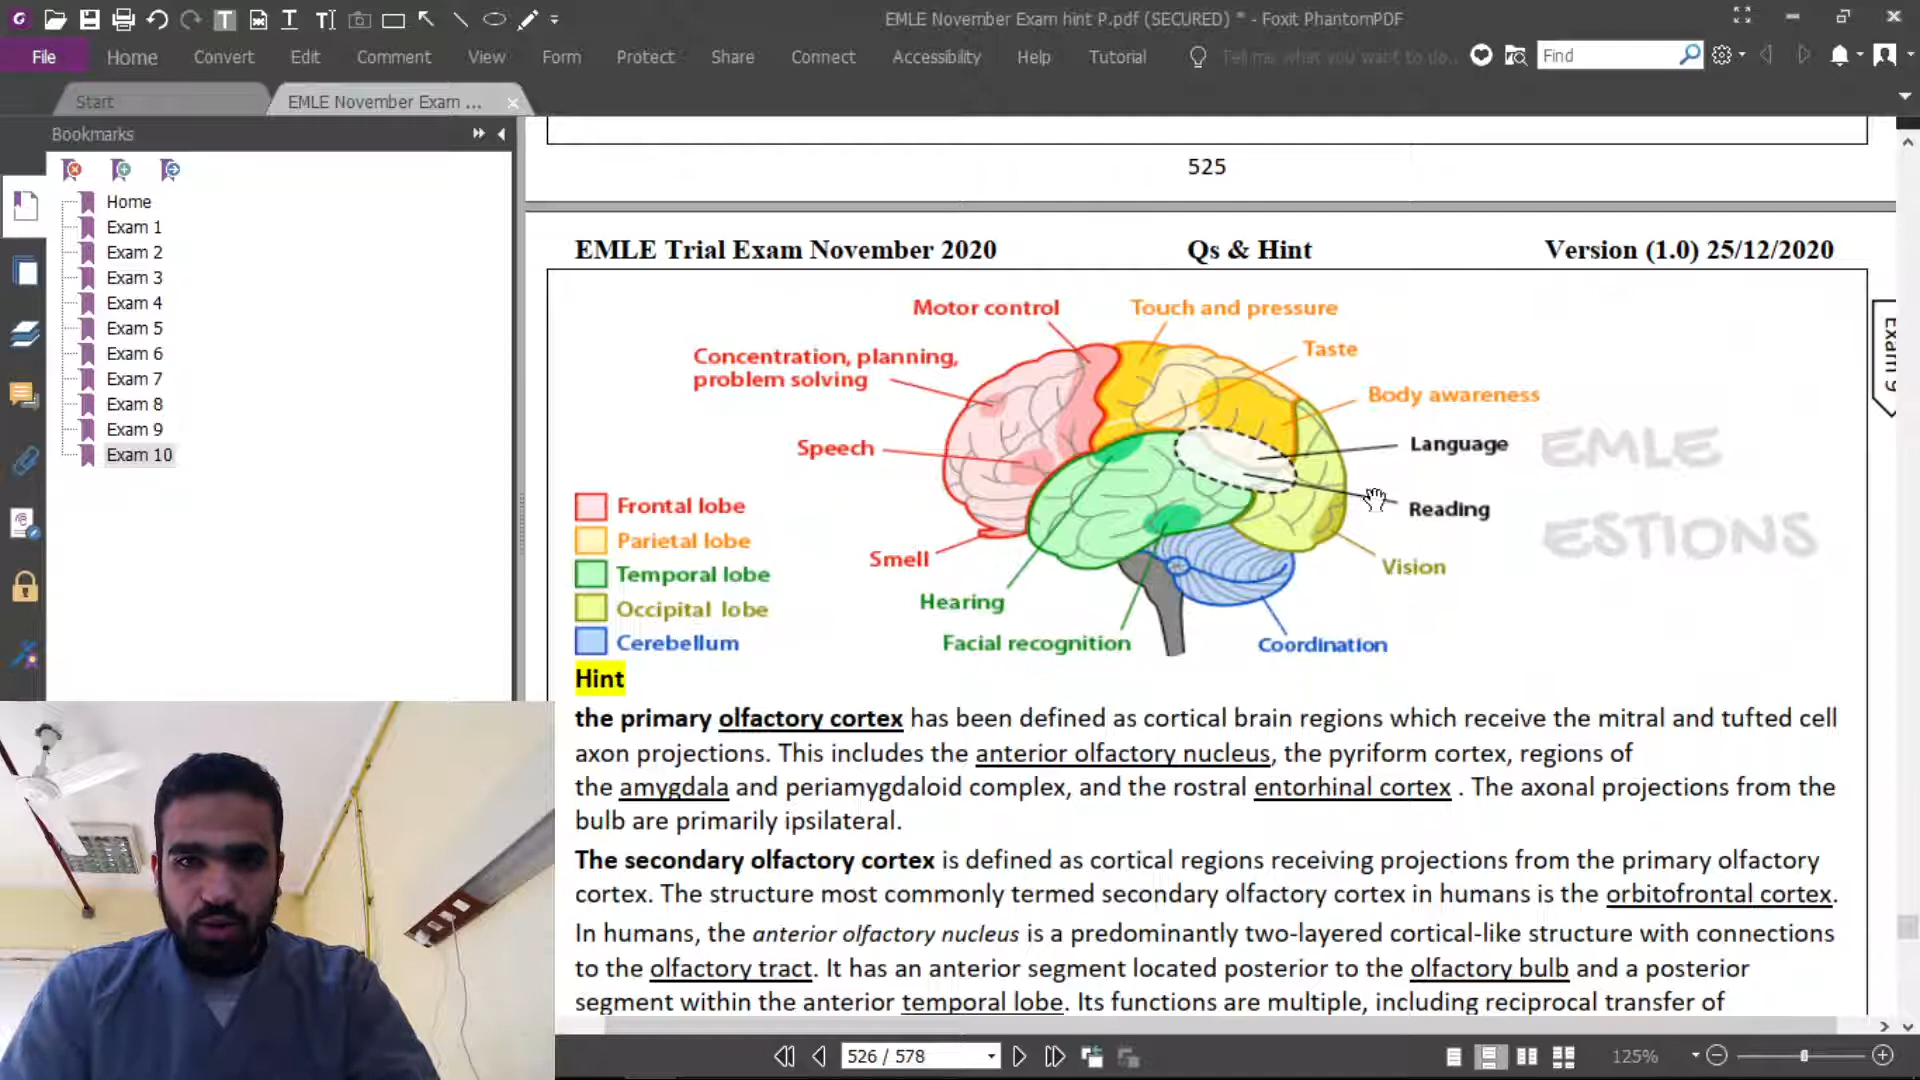 EMLE November Exam hint P.pdf (SECURED) * - Foxit PhantomPDF
File Home Convert Edit Comment View Form Protect Share Connect Accessibility Help Tutorial Tell me what you want to do.. Find
Start EMLE November Exam ...
Bookmarks
Home
Exam 1
Exam 2
Exam 3
Exam 4
Exam 5
Exam 6
Exam 7
Exam 8
Exam 9
Exam 10
525
EMLE Trial Exam November 2020 Qs & Hint Version (1.0) 25/12/2020
Exam 9
Motor control
Touch and pressure
Taste
Concentration, planning,
problem solving
Body awareness
Speech
Language
Reading
EMLE
ESTIONS
Frontal lobe
Parietal lobe
Temporal lobe
Occipital lobe
Cerebellum
Smell
Vision
Hearing
Facial recognition
Coordination
Hint
the primary olfactory cortex has been defined as cortical brain regions which receive the mitral and tufted cell
axon projections. This includes the anterior olfactory nucleus, the pyriform cortex, regions of
the amygdala and periamygdaloid complex, and the rostral entorhinal cortex . The axonal projections from the
bulb are primarily ipsilateral.
The secondary olfactory cortex is defined as cortical regions receiving projections from the primary olfactory
cortex. The structure most commonly termed secondary olfactory cortex in humans is the orbitofrontal cortex.
In humans, the anterior olfactory nucleus is a predominantly two-layered cortical-like structure with connections
to the olfactory tract. It has an anterior segment located posterior to the olfactory bulb and a posterior
segment within the anterior temporal lobe. Its functions are multiple, including reciprocal transfer of
526 / 578
125%